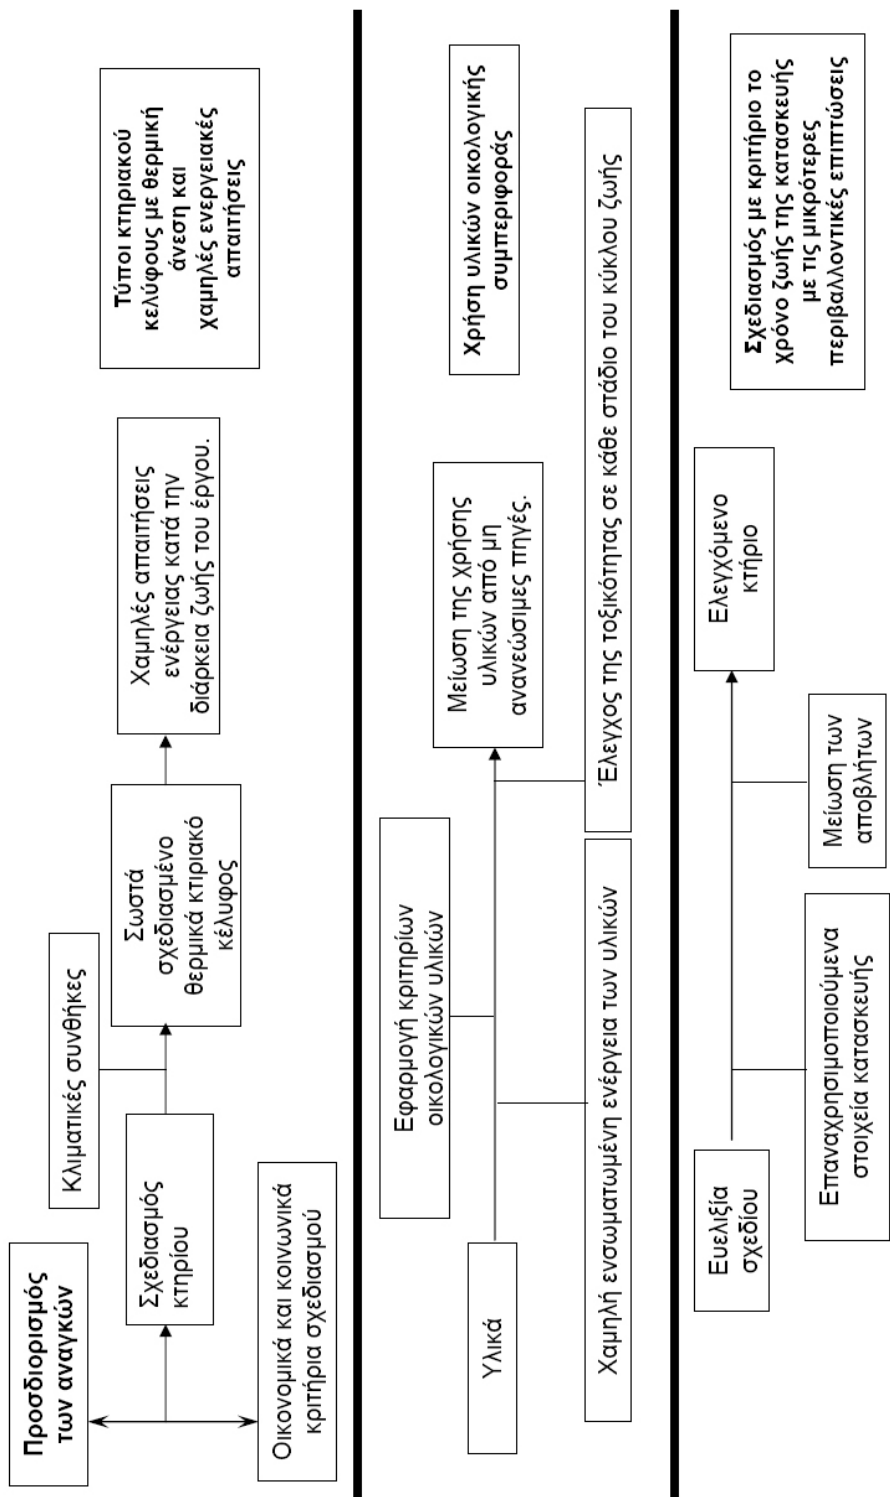 Προσδιορισμός
των αναγκών
Οικονομικά και κοινωνικά
κριτήρια σχεδιασμού
Σχεδιασμός
κτηρίου
Κλιματικές συνθήκες
Σωστά
σχεδιασμένο
θερμικά κτιριακό
κέλυφος
Χαμηλές απαιτήσεις
ενέργειας κατά την
διάρκεια ζωής του έργου.
Τύποι κτηριακού
κελύφους με θερμική
άνεση και
χαμηλές ενεργειακές
απαιτήσεις
Υλικά
Εφαρμογή κριτηρίων
οικολογικών υλικών
Χαμηλή ενσωματωμένη ενέργεια των υλικών
Μείωση της χρήσης
υλικών από μη
ανανεώσιμες πηγές.
Έλεγχος της τοξικότητας σε κάθε στάδιο του κύκλου ζωής
Χρήση υλικών οικολογικής
συμπεριφοράς
Ευελιξία
σχεδίου
Επαναχρησιμοποιούμενα
στοιχεία κατασκευής
Μείωση των
αποβλήτων
Ελεγχόμενο
κτήριο
Σχεδιασμός με κριτήριο το
χρόνο ζωής της κατασκευής
με τις μικρότερες
περιβαλλοντικές επιπτώσεις